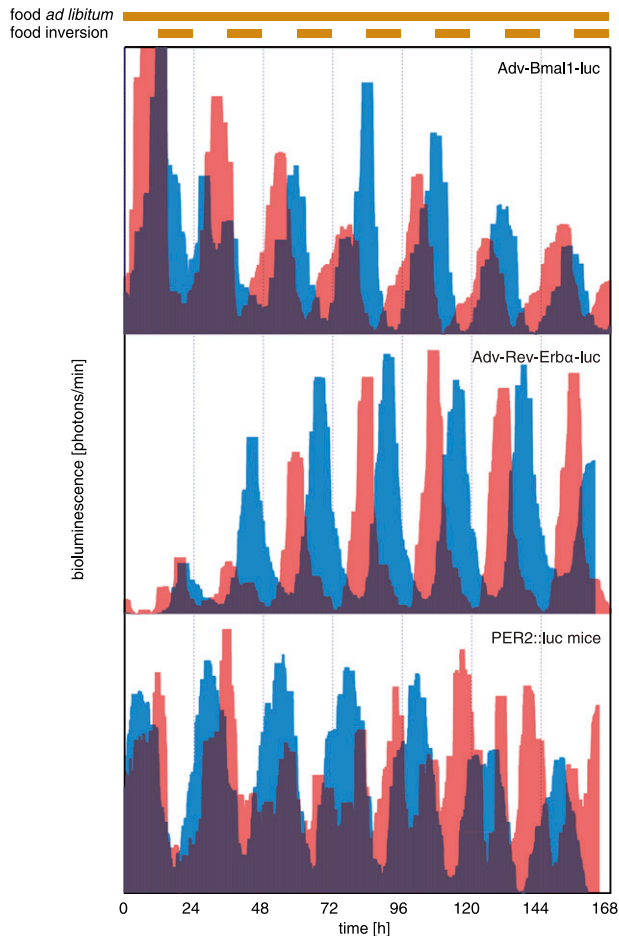 food ad libitum
food inversion
Adv-Bmal1-luc
Adv-Rev-Erbα-luc
PER2::luc mice
bioluminescence [photons/min]
0 24 48 72 96 120 144 168
time [h]